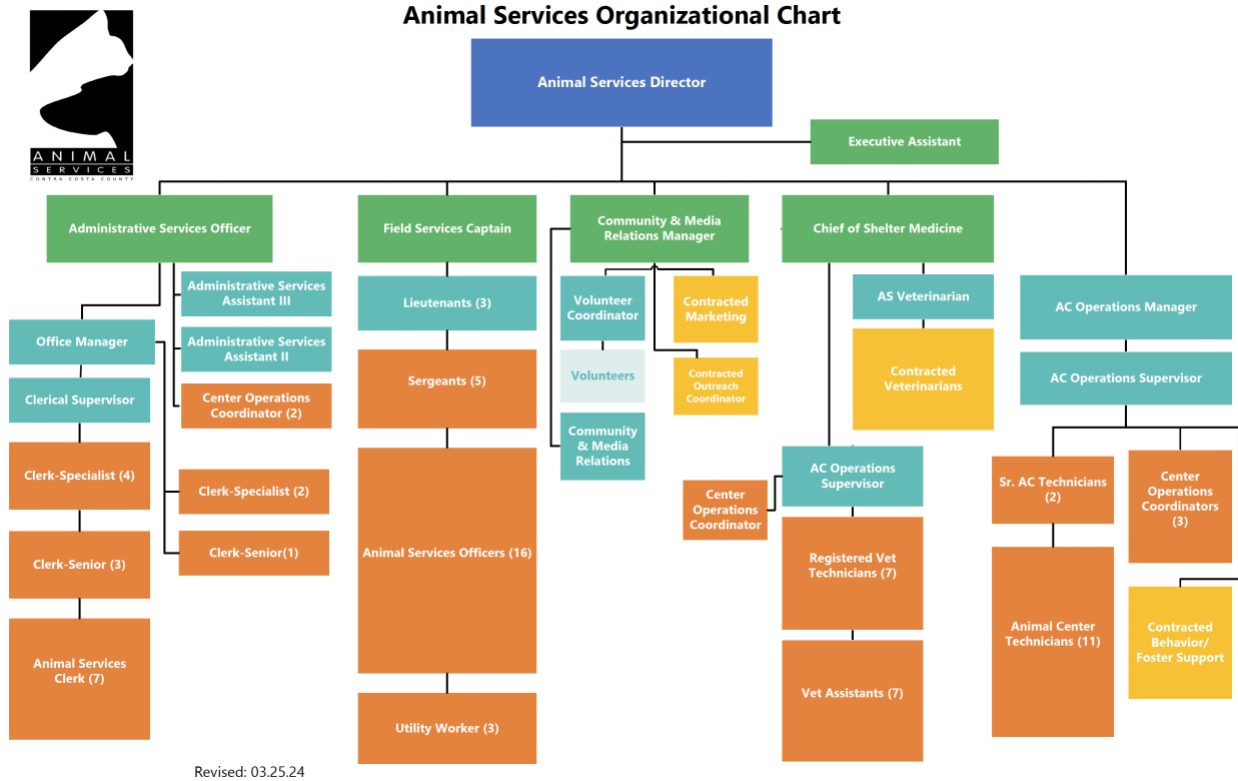 Animal Services Organizational Chart
ANIMAL
SERVICES
CONTRA COSTA COUNTY
Animal Services Director
Executive Assistant
Administrative Services Officer
Field Services Captain
Community & Media
Relations Manager
Chief of Shelter Medicine
Administrative Services
Assistant III
Lieutenants (3)
Volunteer
Coordinator
Contracted
Marketing
AS Veterinarian
AC Operations Manager
Office Manager
Administrative Services
Assistant II
Sergeants (5)
Volunteers
Contracted
Outreach
Coordinator
Contracted
Veterinarians
AC Operations Supervisor
Clerical Supervisor
Center Operations
Coordinator (2)
Community
& Media
Relations
Clerk-Specialist (4)
Clerk-Specialist (2)
AC Operations
Supervisor
Center
Operations
Coordinator
Sr. AC Technicians
(2)
Center
Operations
Coordinators
(3)
Clerk-Senior (3)
Clerk-Senior(1)
Animal Services Officers (16)
Registered Vet
Technicians (7)
Animal Services
Clerk (7)
Animal Center
Technicians (11)
Contracted
Behavior/
Foster Support
Vet Assistants (7)
Utility Worker (3)
Revised: 03.25.24